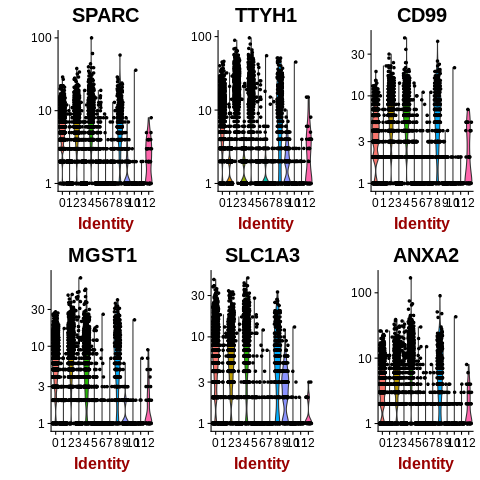 SPARC TTYH1 CD99
100 100 30
10 10 10
3
1 1 1
0123456789101112 0123456789101112 0123456789101112
Identity Identity Identity
MGST1 SLC1A3 ANXA2
30 30 100
10 10 10
3 3
1 1 1
0123456789101112 0123456789101112 0123456789101112
Identity Identity Identity